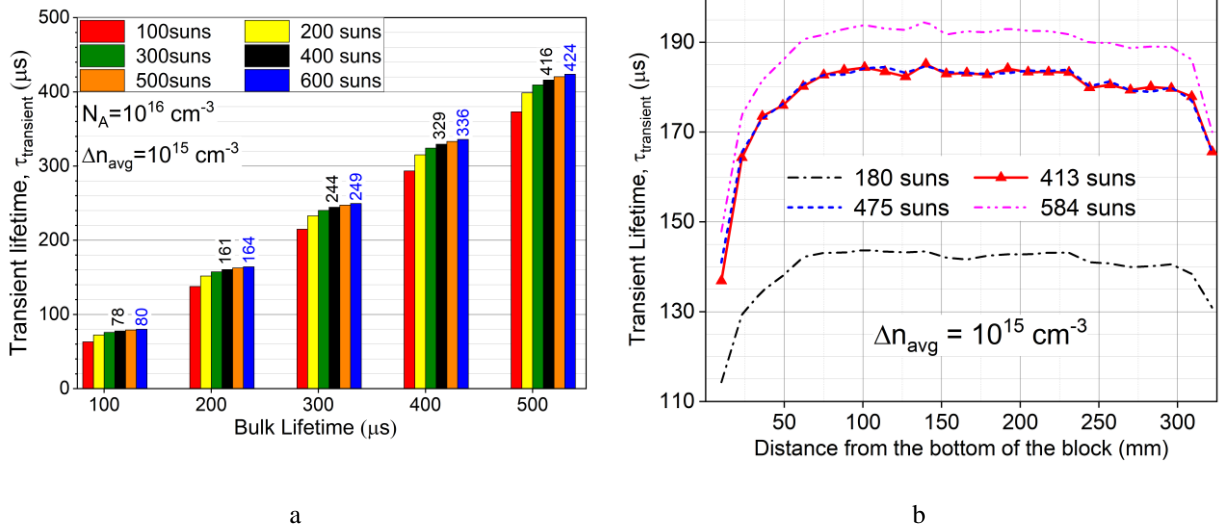 500
400
300
200
100
0
Transient lifetime, τtransient (μs)
100suns
200 suns
300suns
400 suns
500suns
600 suns
N_A=10^16 cm-3
Δn_avg=10^15 cm-3
78
80
161
164
244
249
329
336
416
424
100 200 300 400 500
Bulk Lifetime (μs)
a
190
170
150
130
110
Transient Lifetime, τtransient (μs)
180 suns
413 suns
475 suns
584 suns
Δn_avg = 10^15 cm-3
50 100 150 200 250 300
Distance from the bottom of the block (mm)
b